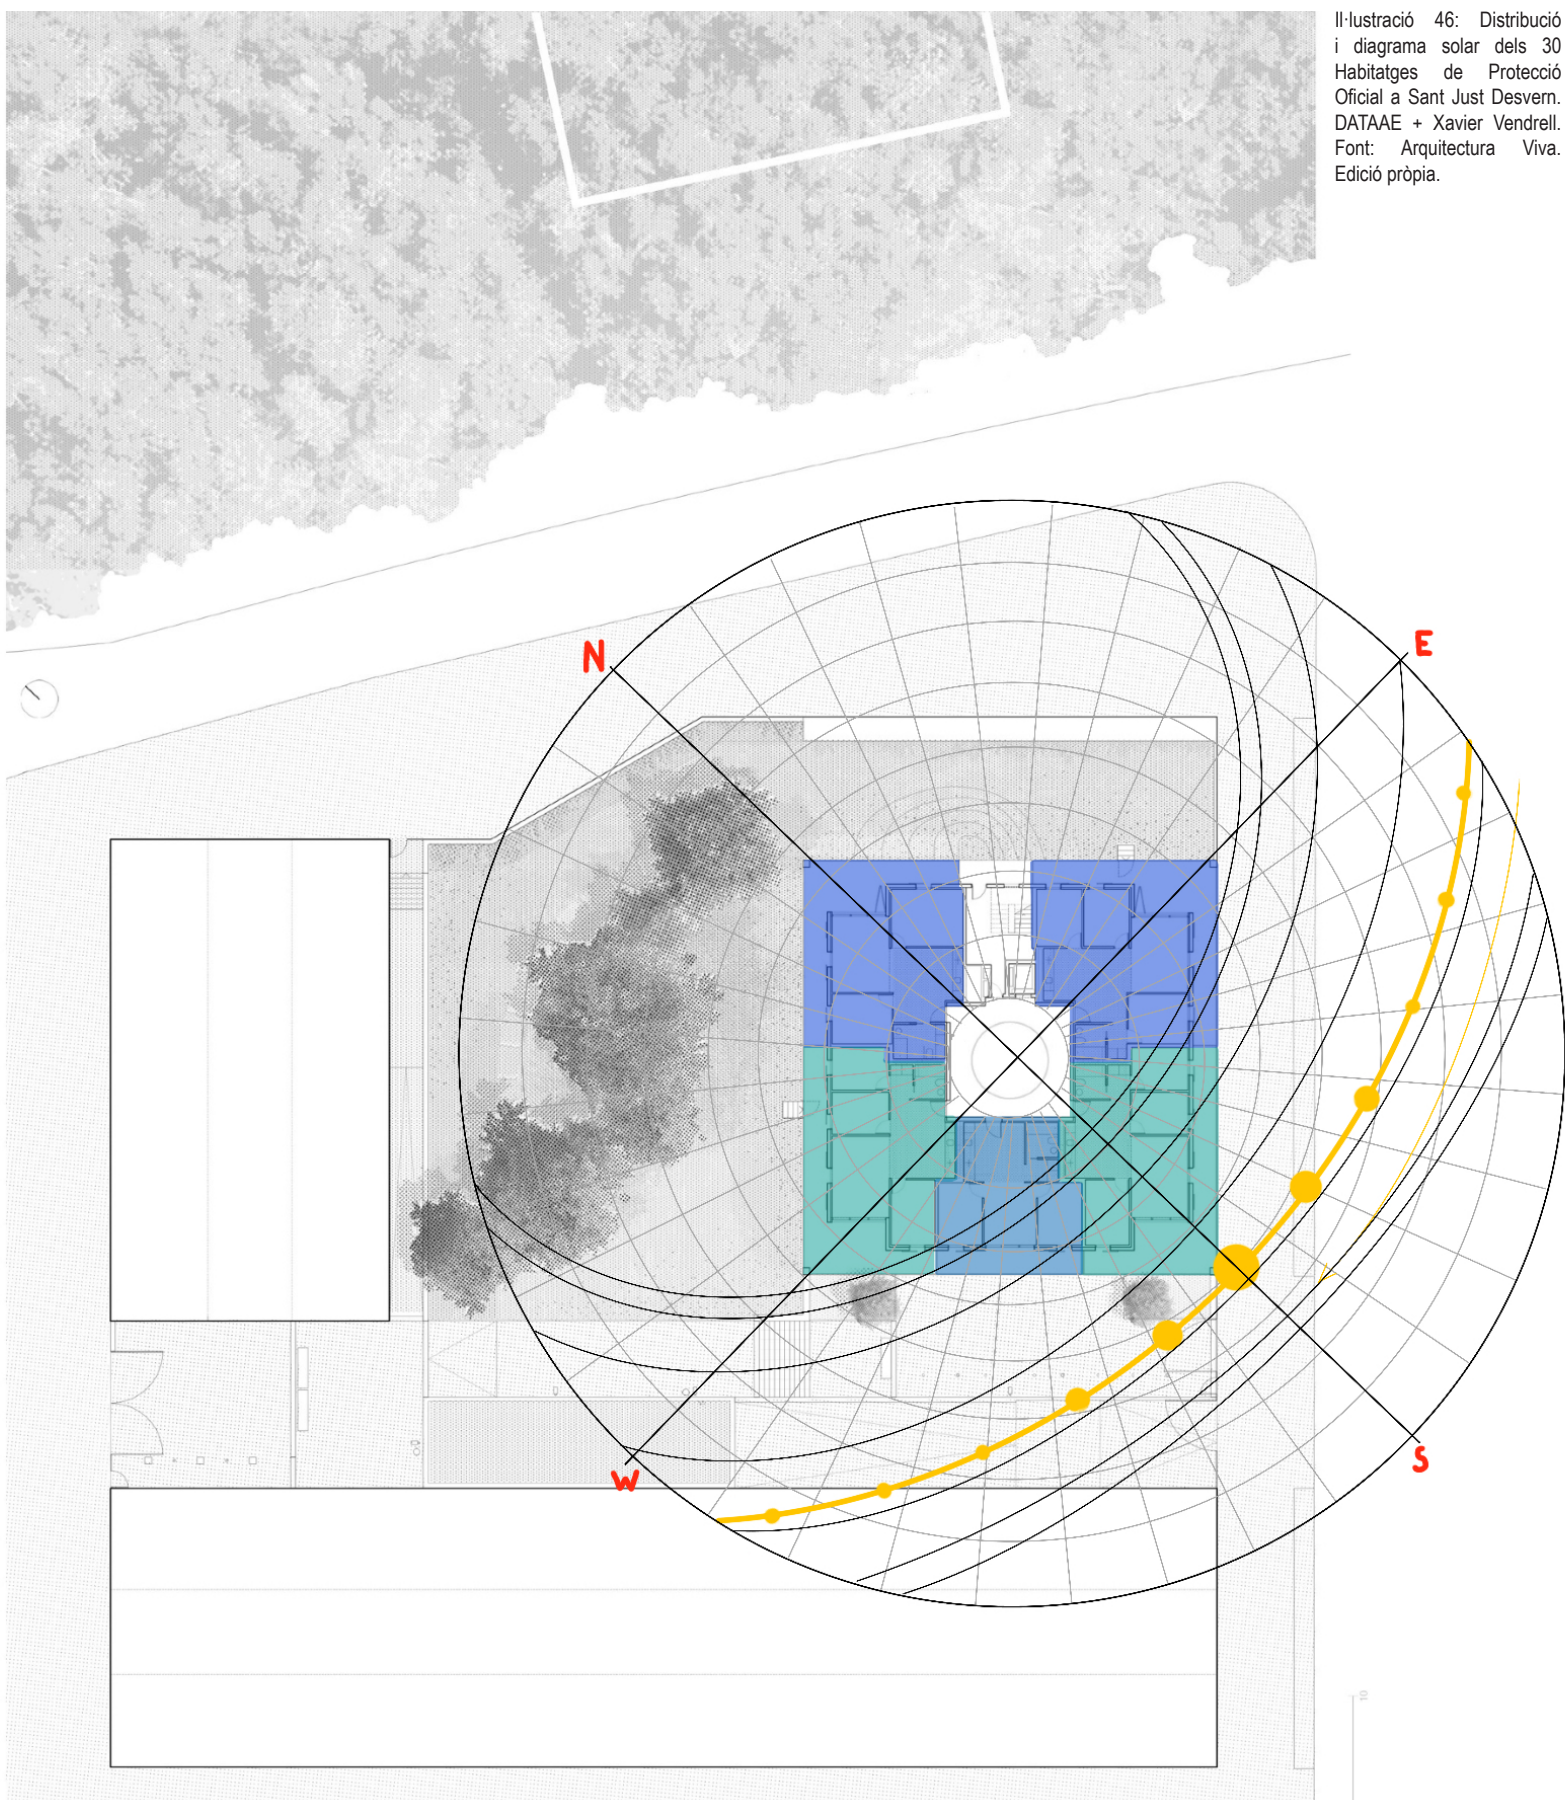 Il·lustració 46: Distribució
i diagrama solar dels 30
Habitatges de Protecció
Oficial a Sant Just Desvern.
DATAAE + Xavier Vendrell.
Font: Arquitectura Viva.
Edició pròpia.
N
E
W
S
10